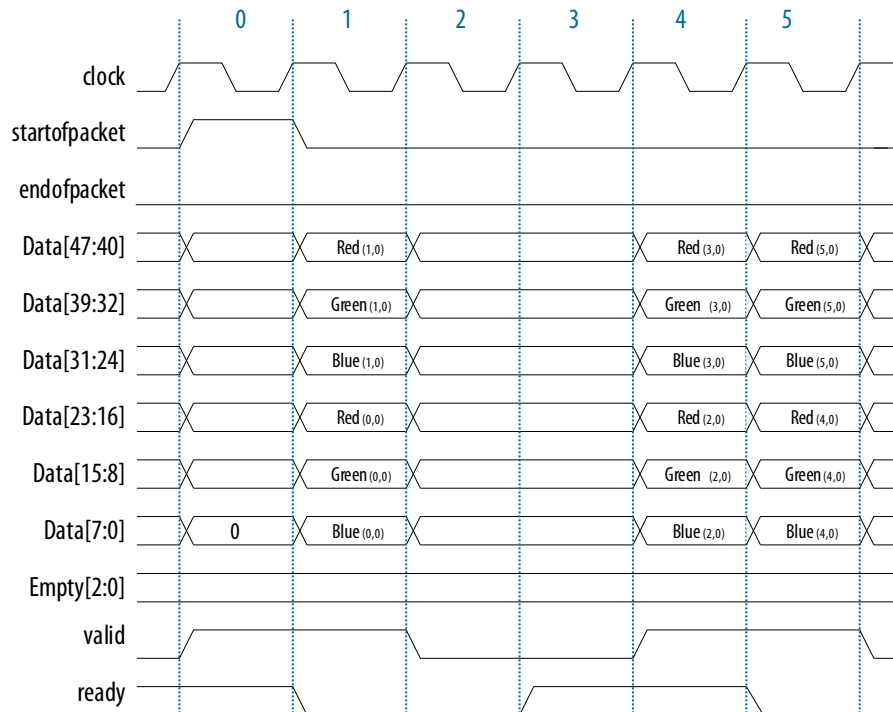 0 1 2 3 4 5
clock
startofpacket
endofpacket
Data[47:40] Red (1,0) Red (3,0) Red (5,0)
Data[39:32] Green (1,0) Green (3,0) Green (5,0)
Data[31:24] Blue (1,0) Blue (3,0) Blue (5,0)
Data[23:16] Red (0,0) Red (2,0) Red (4,0)
Data[15:8] Green (0,0) Green (2,0) Green (4,0)
Data[7:0] 0 Blue (0,0) Blue (2,0) Blue (4,0)
Empty[2:0]
valid
ready